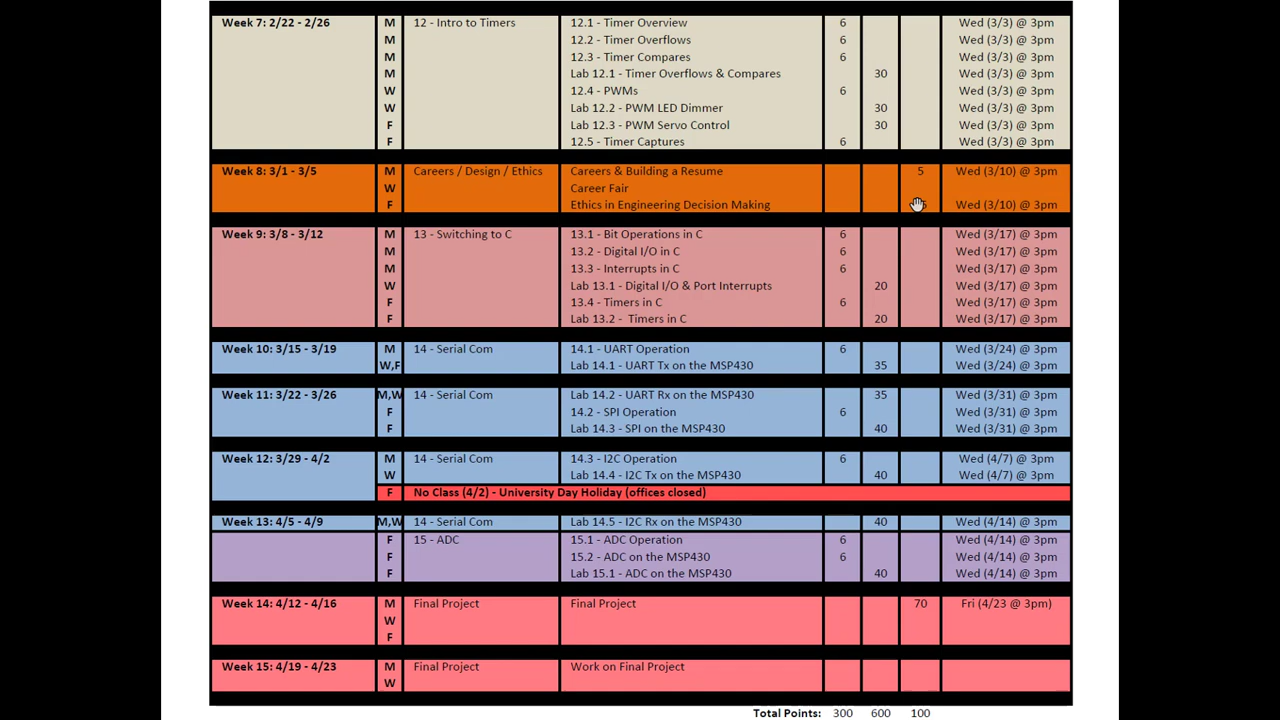 Week 7: 2/22 - 2/26 M 12 - Intro to Timers 12.1 - Timer Overview 6 Wed (3/3) @ 3pm
M 12.2 - Timer Overflows 6 Wed (3/3) @ 3pm
M 12.3 - Timer Compares 6 Wed (3/3) @ 3pm
M Lab 12.1 - Timer Overflows & Compares 30 Wed (3/3) @ 3pm
W 12.4 - PWMs 6 Wed (3/3) @ 3pm
W Lab 12.2 - PWM LED Dimmer 30 Wed (3/3) @ 3pm
F Lab 12.3 - PWM Servo Control 30 Wed (3/3) @ 3pm
F 12.5 - Timer Captures 6 Wed (3/3) @ 3pm
Week 8: 3/1 - 3/5 M Careers / Design / Ethics Careers & Building a Resume 5 Wed (3/10) @ 3pm
W Career Fair
F Ethics in Engineering Decision Making Wed (3/10) @ 3pm
Week 9: 3/8 - 3/12 M 13 - Switching to C 13.1 - Bit Operations in C 6 Wed (3/17) @ 3pm
M 13.2 - Digital I/O in C 6 Wed (3/17) @ 3pm
M 13.3 - Interrupts in C 6 Wed (3/17) @ 3pm
W Lab 13.1 - Digital I/O & Port Interrupts 20 Wed (3/17) @ 3pm
F 13.4 - Timers in C 6 Wed (3/17) @ 3pm
F Lab 13.2 - Timers in C 20 Wed (3/17) @ 3pm
Week 10: 3/15 - 3/19 M 14 - Serial Com 14.1 - UART Operation 6 Wed (3/24) @ 3pm
W,F Lab 14.1 - UART Tx on the MSP430 35 Wed (3/24) @ 3pm
Week 11: 3/22 - 3/26 M,W 14 - Serial Com Lab 14.2 - UART Rx on the MSP430 35 Wed (3/31) @ 3pm
F 14.2 - SPI Operation 6 Wed (3/31) @ 3pm
F Lab 14.3 - SPI on the MSP430 40 Wed (3/31) @ 3pm
Week 12: 3/29 - 4/2 M 14 - Serial Com 14.3 - I2C Operation 6 Wed (4/7) @ 3pm
W Lab 14.4 - I2C Tx on the MSP430 40 Wed (4/7) @ 3pm
F No Class (4/2) - University Day Holiday (offices closed)
Week 13: 4/5 - 4/9 M,W 14 - Serial Com Lab 14.5 - I2C Rx on the MSP430 40 Wed (4/14) @ 3pm
F 15 - ADC 15.1 - ADC Operation 6 Wed (4/14) @ 3pm
F 15.2 - ADC on the MSP430 6 Wed (4/14) @ 3pm
F Lab 15.1 - ADC on the MSP430 40 Wed (4/14) @ 3pm
Week 14: 4/12 - 4/16 M Final Project Final Project 70 Fri (4/23 @ 3pm)
W
F
Week 15: 4/19 - 4/23 M Final Project Work on Final Project
W
Total Points: 300 600 100